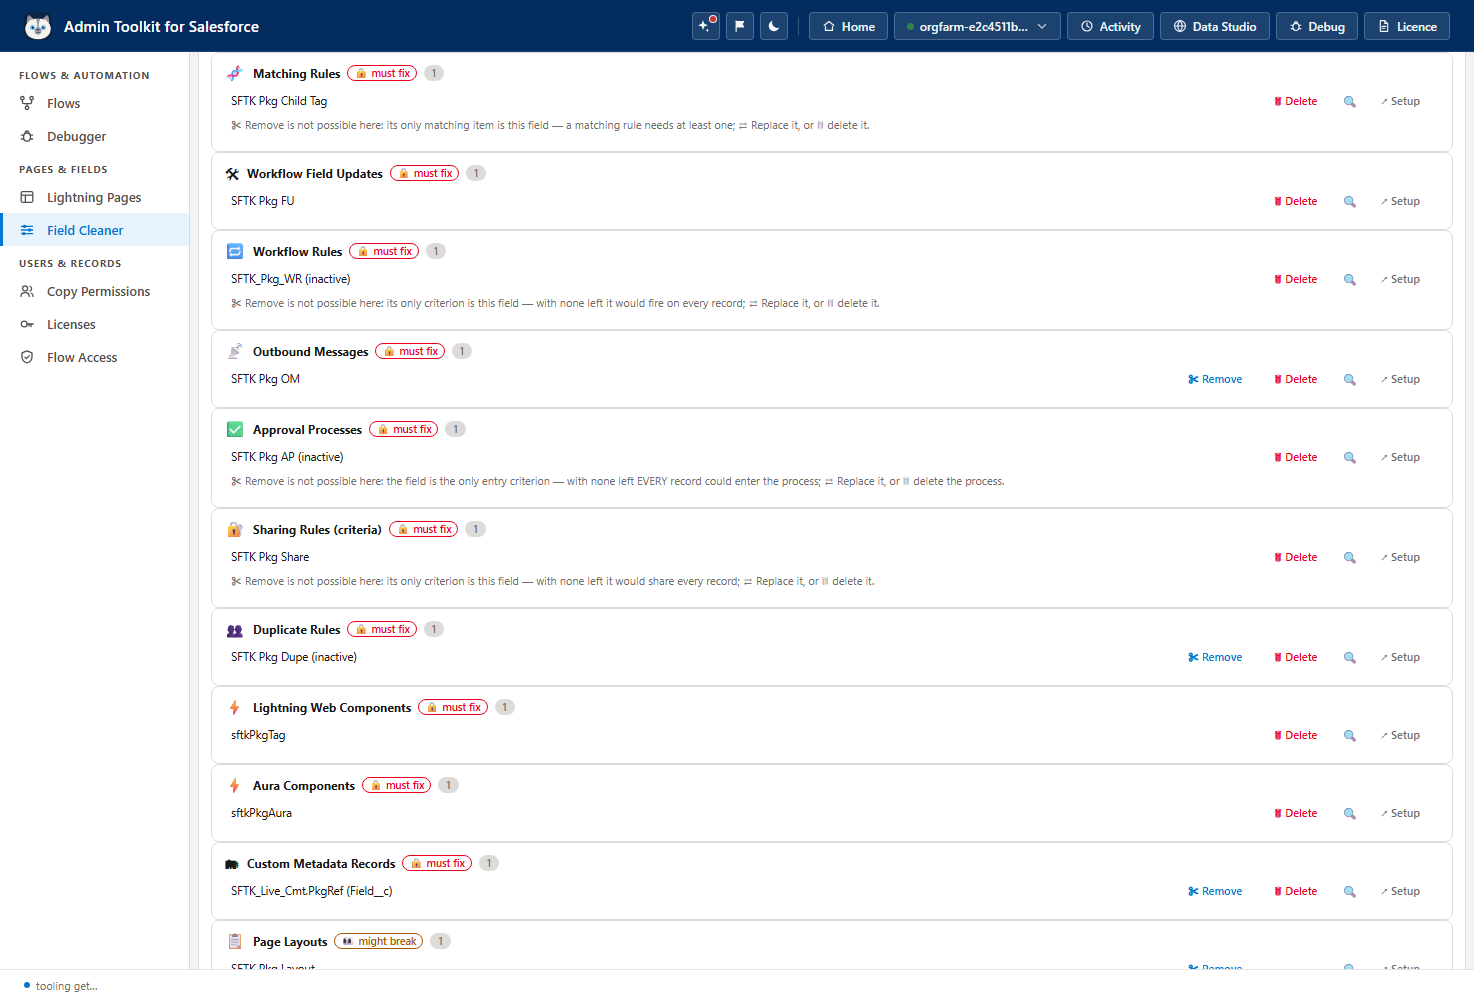 Admin Toolkit for Salesforce
Home
orgfarm-e2c4511b...
Activity
Data Studio
Debug
Licence
FLOWS & AUTOMATION
Flows
Debugger
PAGES & FIELDS
Lightning Pages
Field Cleaner
USERS & RECORDS
Copy Permissions
Licenses
Flow Access
Matching Rules must fix 1
SFTK Pkg Child Tag Delete Setup
Remove is not possible here: its only matching item is this field — a matching rule needs at least one; ⇄ Replace it, or delete it.
Workflow Field Updates must fix 1
SFTK Pkg FU Delete Setup
Workflow Rules must fix 1
SFTK_Pkg_WR (inactive) Delete Setup
Remove is not possible here: its only criterion is this field — with none left it would fire on every record; ⇄ Replace it, or delete it.
Outbound Messages must fix 1
SFTK Pkg OM Remove Delete Setup
Approval Processes must fix 1
SFTK Pkg AP (inactive) Delete Setup
Remove is not possible here: the field is the only entry criterion — with none left EVERY record could enter the process; ⇄ Replace it, or delete the process.
Sharing Rules (criteria) must fix 1
SFTK Pkg Share Delete Setup
Remove is not possible here: its only criterion is this field — with none left it would share every record; ⇄ Replace it, or delete it.
Duplicate Rules must fix 1
SFTK Pkg Dupe (inactive) Remove Delete Setup
Lightning Web Components must fix 1
sftkPkgTag Delete Setup
Aura Components must fix 1
sftkPkgAura Delete Setup
Custom Metadata Records must fix 1
SFTK_Live_Cmt.PkgRef (Field__c) Remove Delete Setup
Page Layouts might break 1
SFTK Pkg Layout Remove Setup
tooling get...